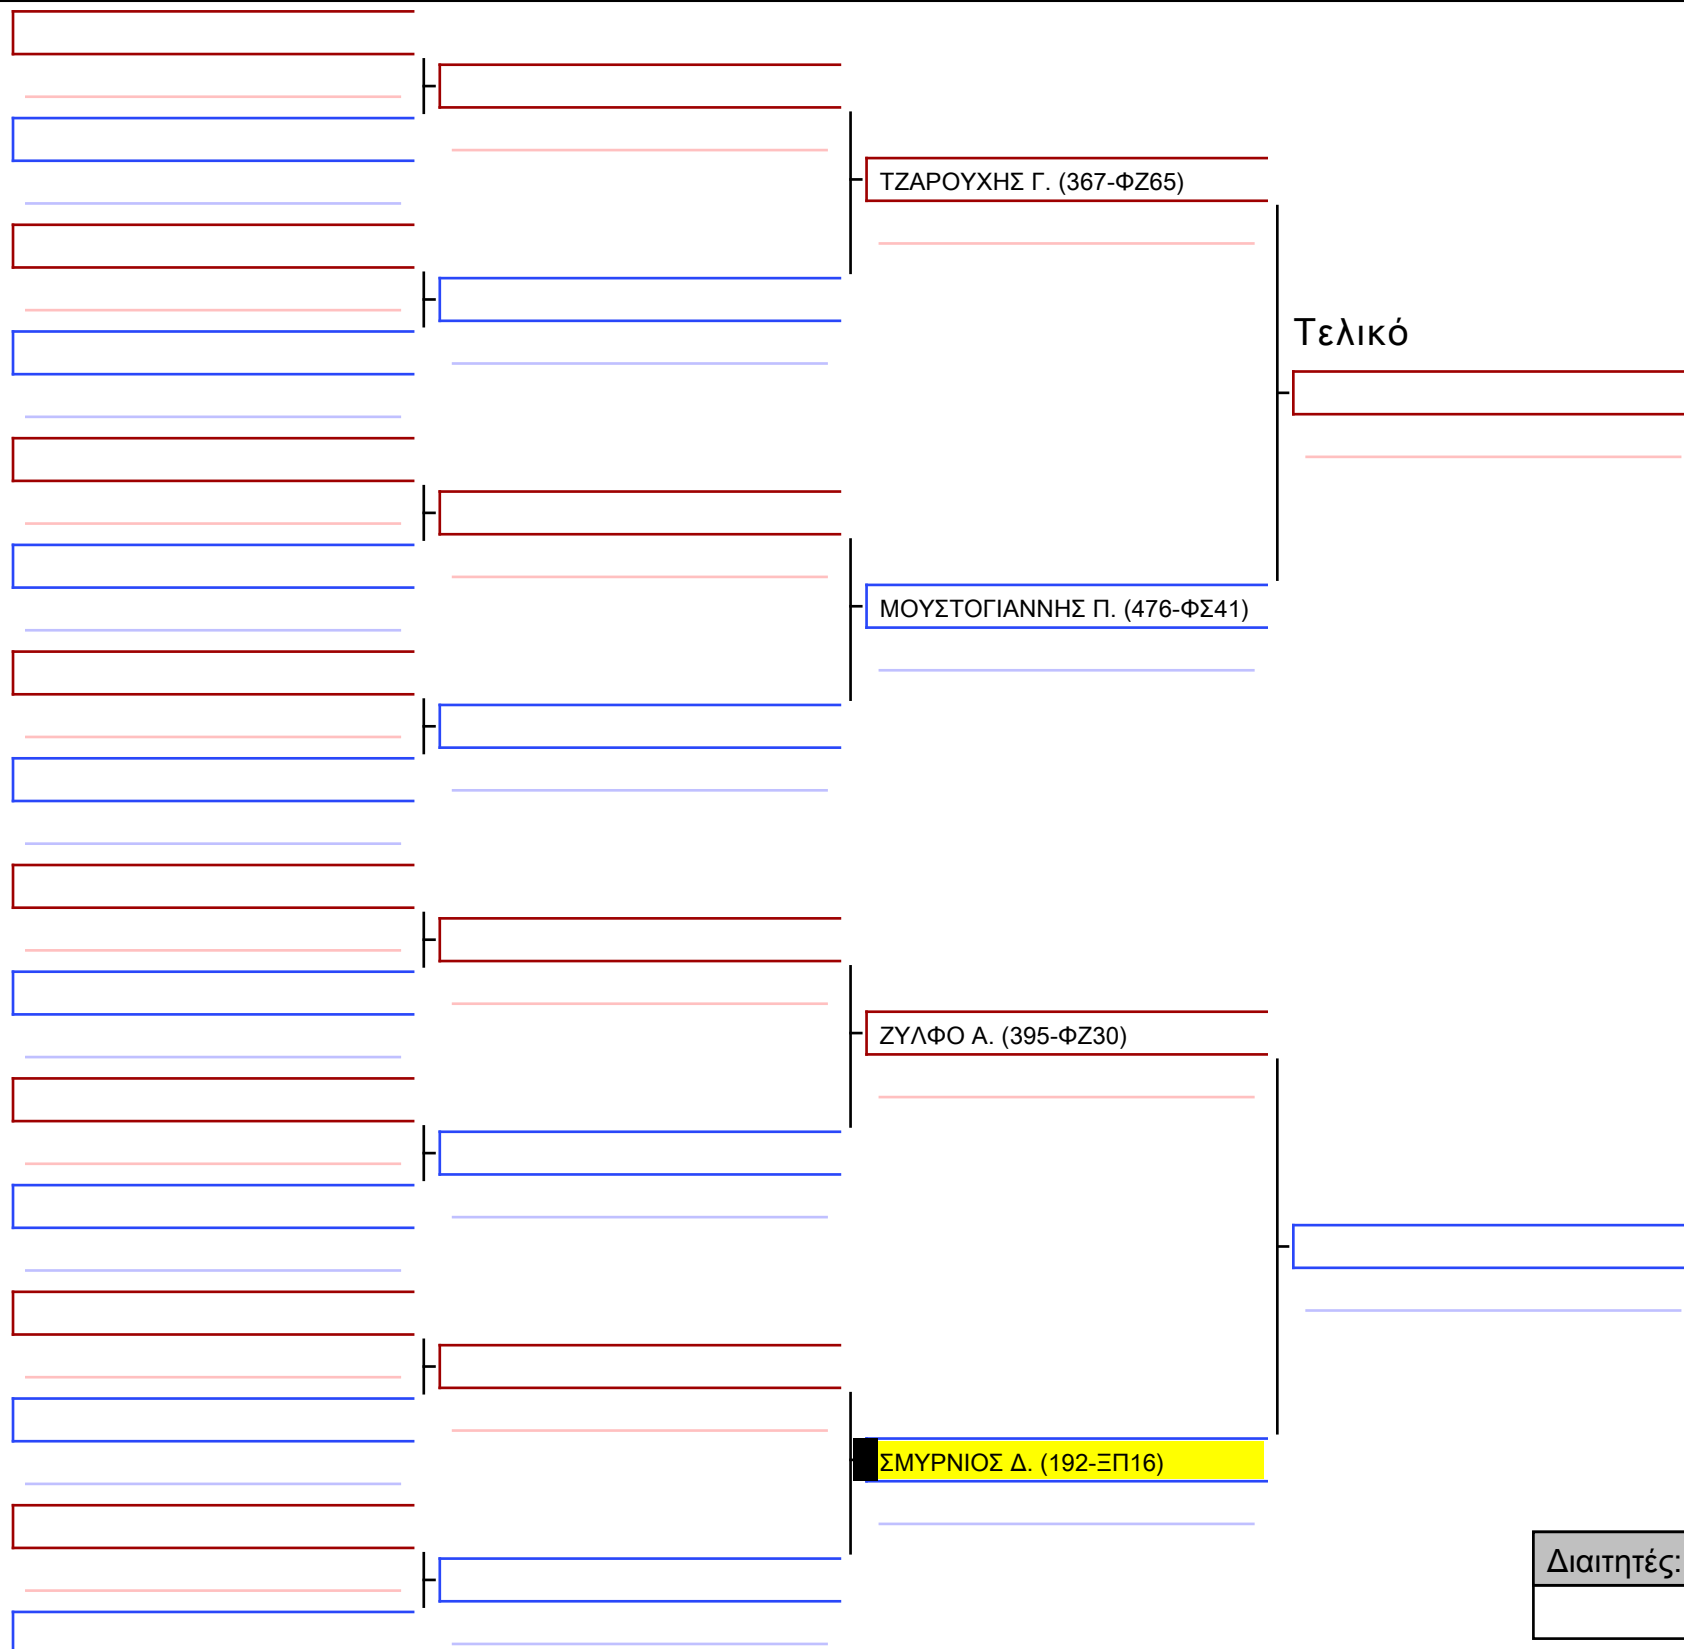 ΤΖΑΡΟΥΧΗΣ Γ. (367-ΦΖ65)
Τελικό
ΜΟΥΣΤΟΓΙΑΝΝΗΣ Π. (476-ΦΣ41)
ΖΥΛΦΟ Α. (395-ΦΖ30)
ΣΜΥΡΝΙΟΣ Δ. (192-ΞΠ16)
Διαιτητές: